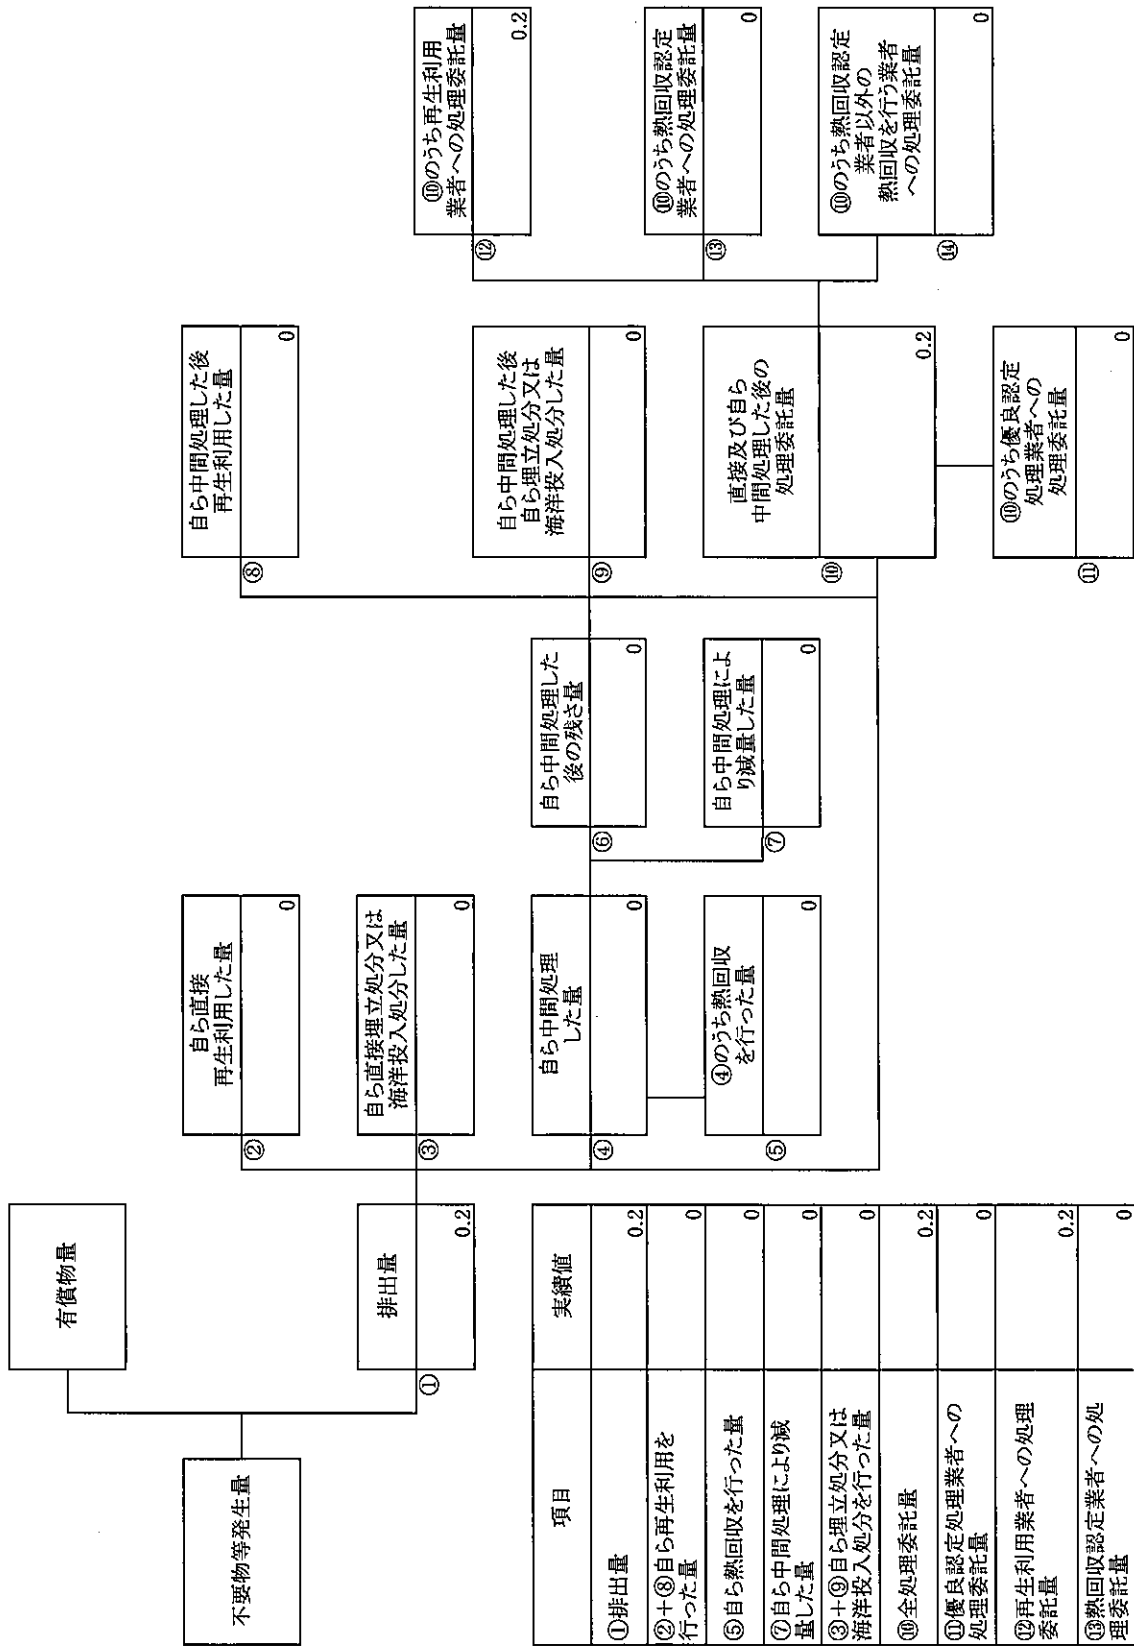 不要物等発生量
有償物量
①
排出量
0.2
②
自ら直接
再生利用した量
0
③
自ら直接埋立処分又は
海洋投入処分した量
0
④
自ら中間処理
した量
0
⑤
④のうち熱回収
を行った量
0
⑥
自ら中間処理した
後の残さ量
0
⑦
自ら中間処理によ
り減量した量
0
⑧
自ら中間処理した後
再生利用した量
0
⑨
自ら中間処理した後
自ら埋立処分又は
海洋投入処分した量
0
⑩
直接及び自ら
中間処理した後の
処理委託量
0.2
⑪
⑩のうち優良認定
処理業者への
処理委託量
0
⑫
⑩のうち再生利用
業者への処理委託量
0.2
⑬
⑩のうち熱回収認定
業者への処理委託量
0
⑭
⑩のうち熱回収認定
業者以外の
熱回収を行う業者
への処理委託量
0
項目 実績値
①排出量 0.2
②+⑧自ら再生利用を
行った量 0
⑤自ら熱回収を行った量 0
⑦自ら中間処理により減
量した量 0
③+⑨自ら埋立処分又は
海洋投入処分を行った量 0
⑩全処理委託量 0.2
⑪優良認定処理業者への
処理委託量 0
⑫再生利用業者への処理
委託量 0.2
⑬熱回収認定業者への処
理委託量 0